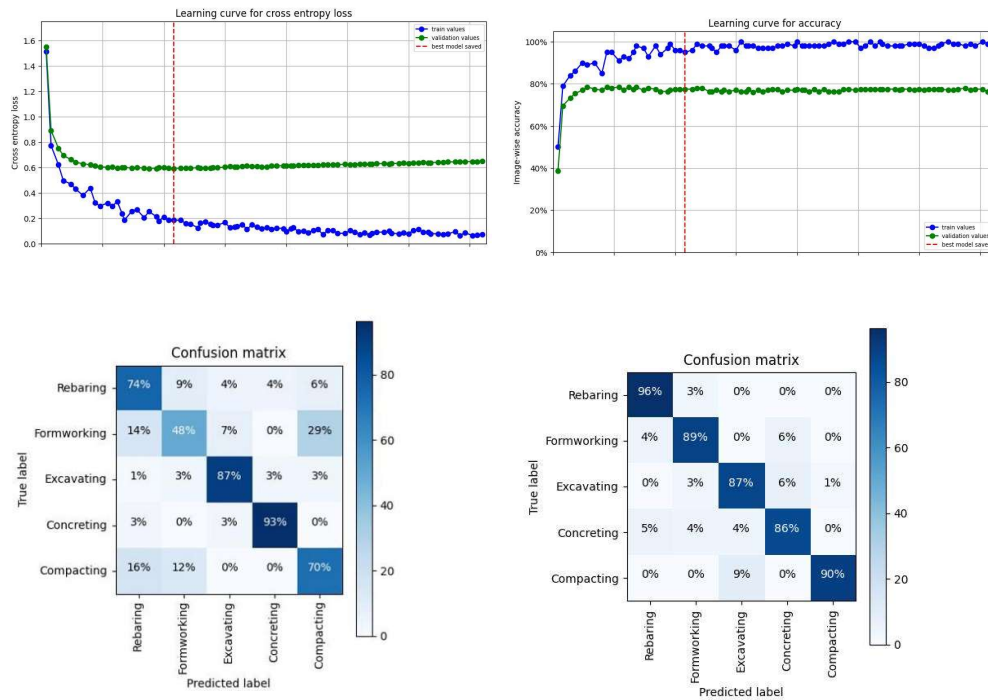 Learning curve for cross entropy loss
train values
validation values
best model saved
1.6
1.4
1.2
1.0
0.8
0.6
0.4
0.2
0.0
Cross entropy loss
Learning curve for accuracy
100%
80%
60%
40%
20%
0%
Image-wise accuracy
train values
validation values
best model saved
Confusion matrix
Rebaring 74% 9% 4% 4% 6%
Formworking 14% 48% 7% 0% 29%
Excavating 1% 3% 87% 3% 3%
Concreting 3% 0% 3% 93% 0%
Compacting 16% 12% 0% 0% 70%
True label
Rebaring
Formworking
Excavating
Concreting
Compacting
Predicted label
80
60
40
20
0
Confusion matrix
Rebaring 96% 3% 0% 0% 0%
Formworking 4% 89% 0% 6% 0%
Excavating 0% 3% 87% 6% 1%
Concreting 5% 4% 4% 86% 0%
Compacting 0% 0% 9% 0% 90%
True label
Rebaring
Formworking
Excavating
Concreting
Compacting
Predicted label
80
60
40
20
0